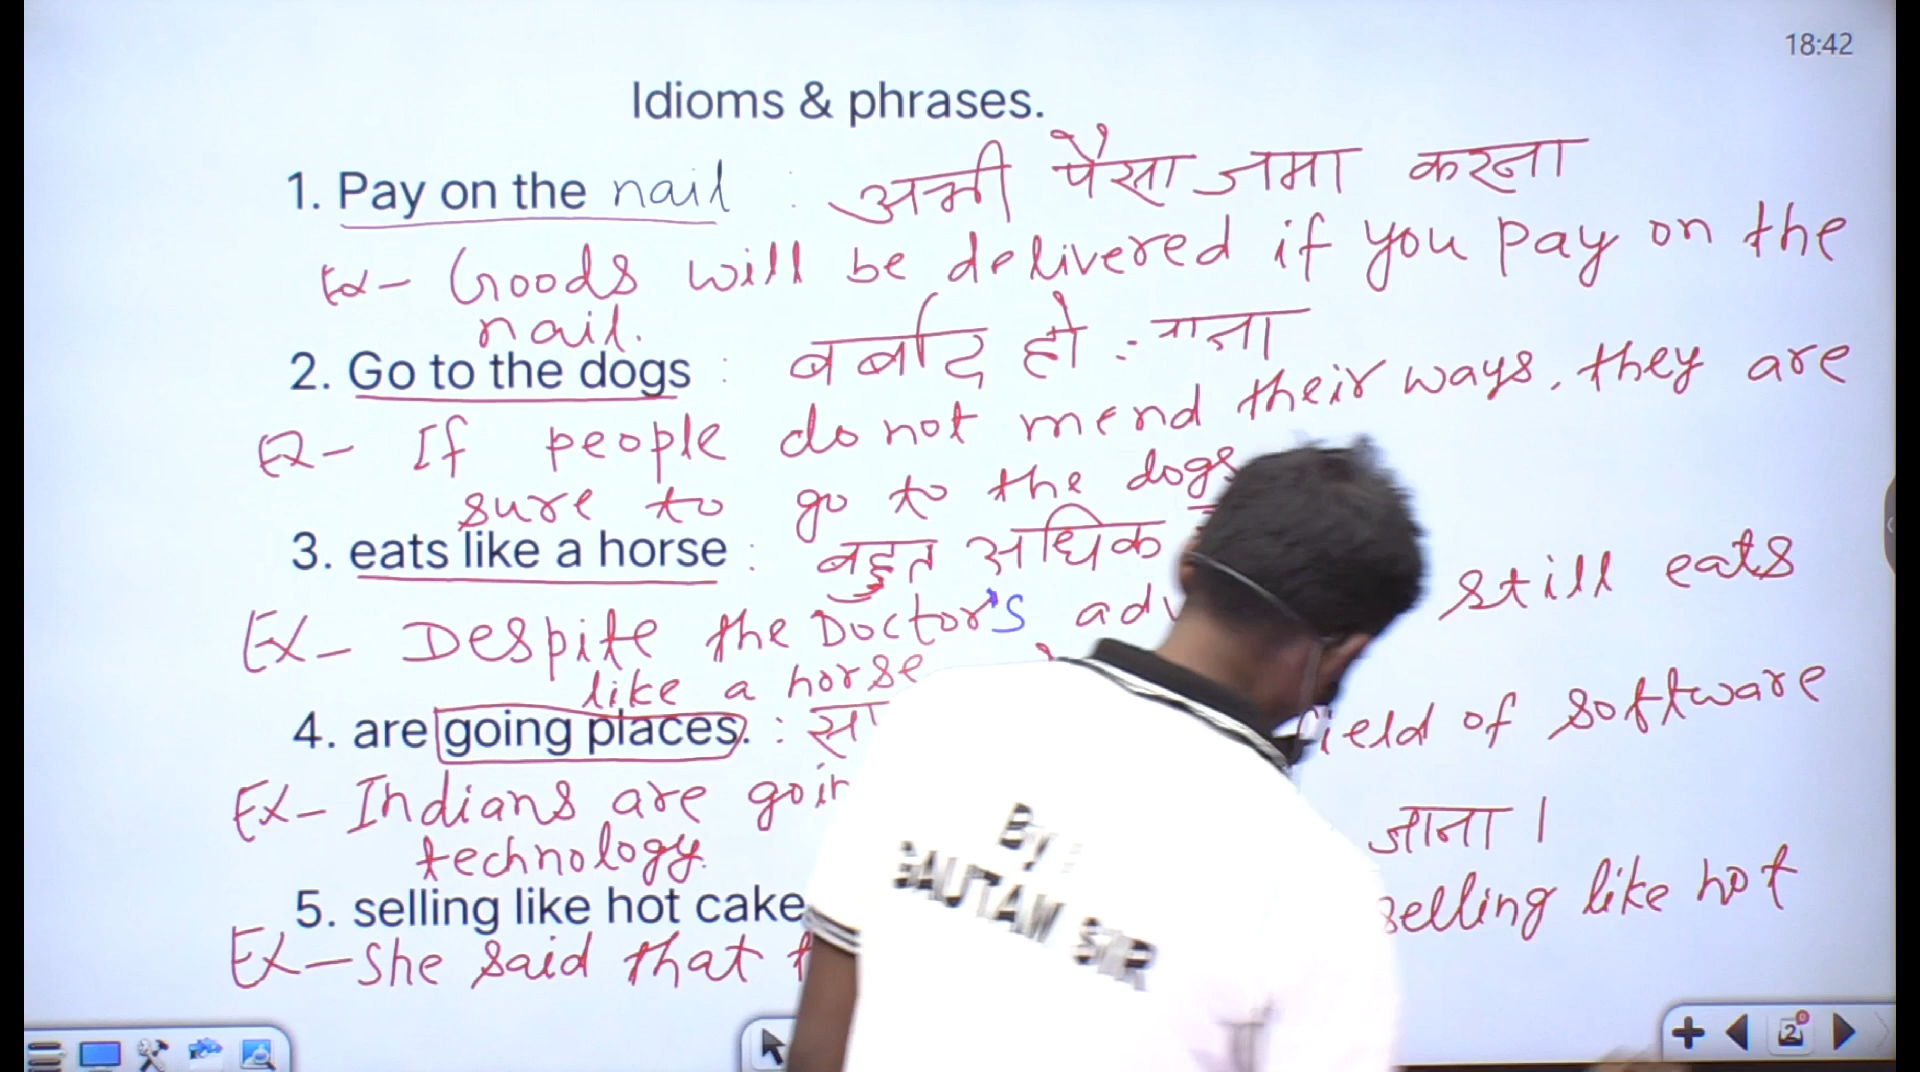 18:42
Idioms & phrases.
1. Pay on the nail : अभी पैसा जमा करना
Ex- Goods will be delivered if you pay on the
nail.
2. Go to the dogs : बर्बाद हो जाना
Ex- If people do not mend their ways, they are
sure to go to the dogs
3. eats like a horse : बहुत अधिक
Ex- Despite the Doctor's still eats
like a horse
4. are going places. :
Ex- Indians are field of software
technology.
5. selling like hot cake जाना।
Ex- She said that selling like hot
By :
GAUTAM SIR
2